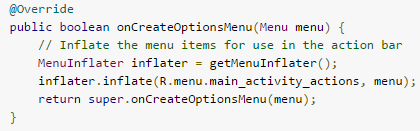 @Override
public boolean onCreateOptionsMenu(Menu menu) {
    // Inflate the menu items for use in the action bar
    MenuInflater inflater = getMenuInflater();
    inflater.inflate(R.menu.main_activity_actions, menu);
    return super.onCreateOptionsMenu(menu);
}